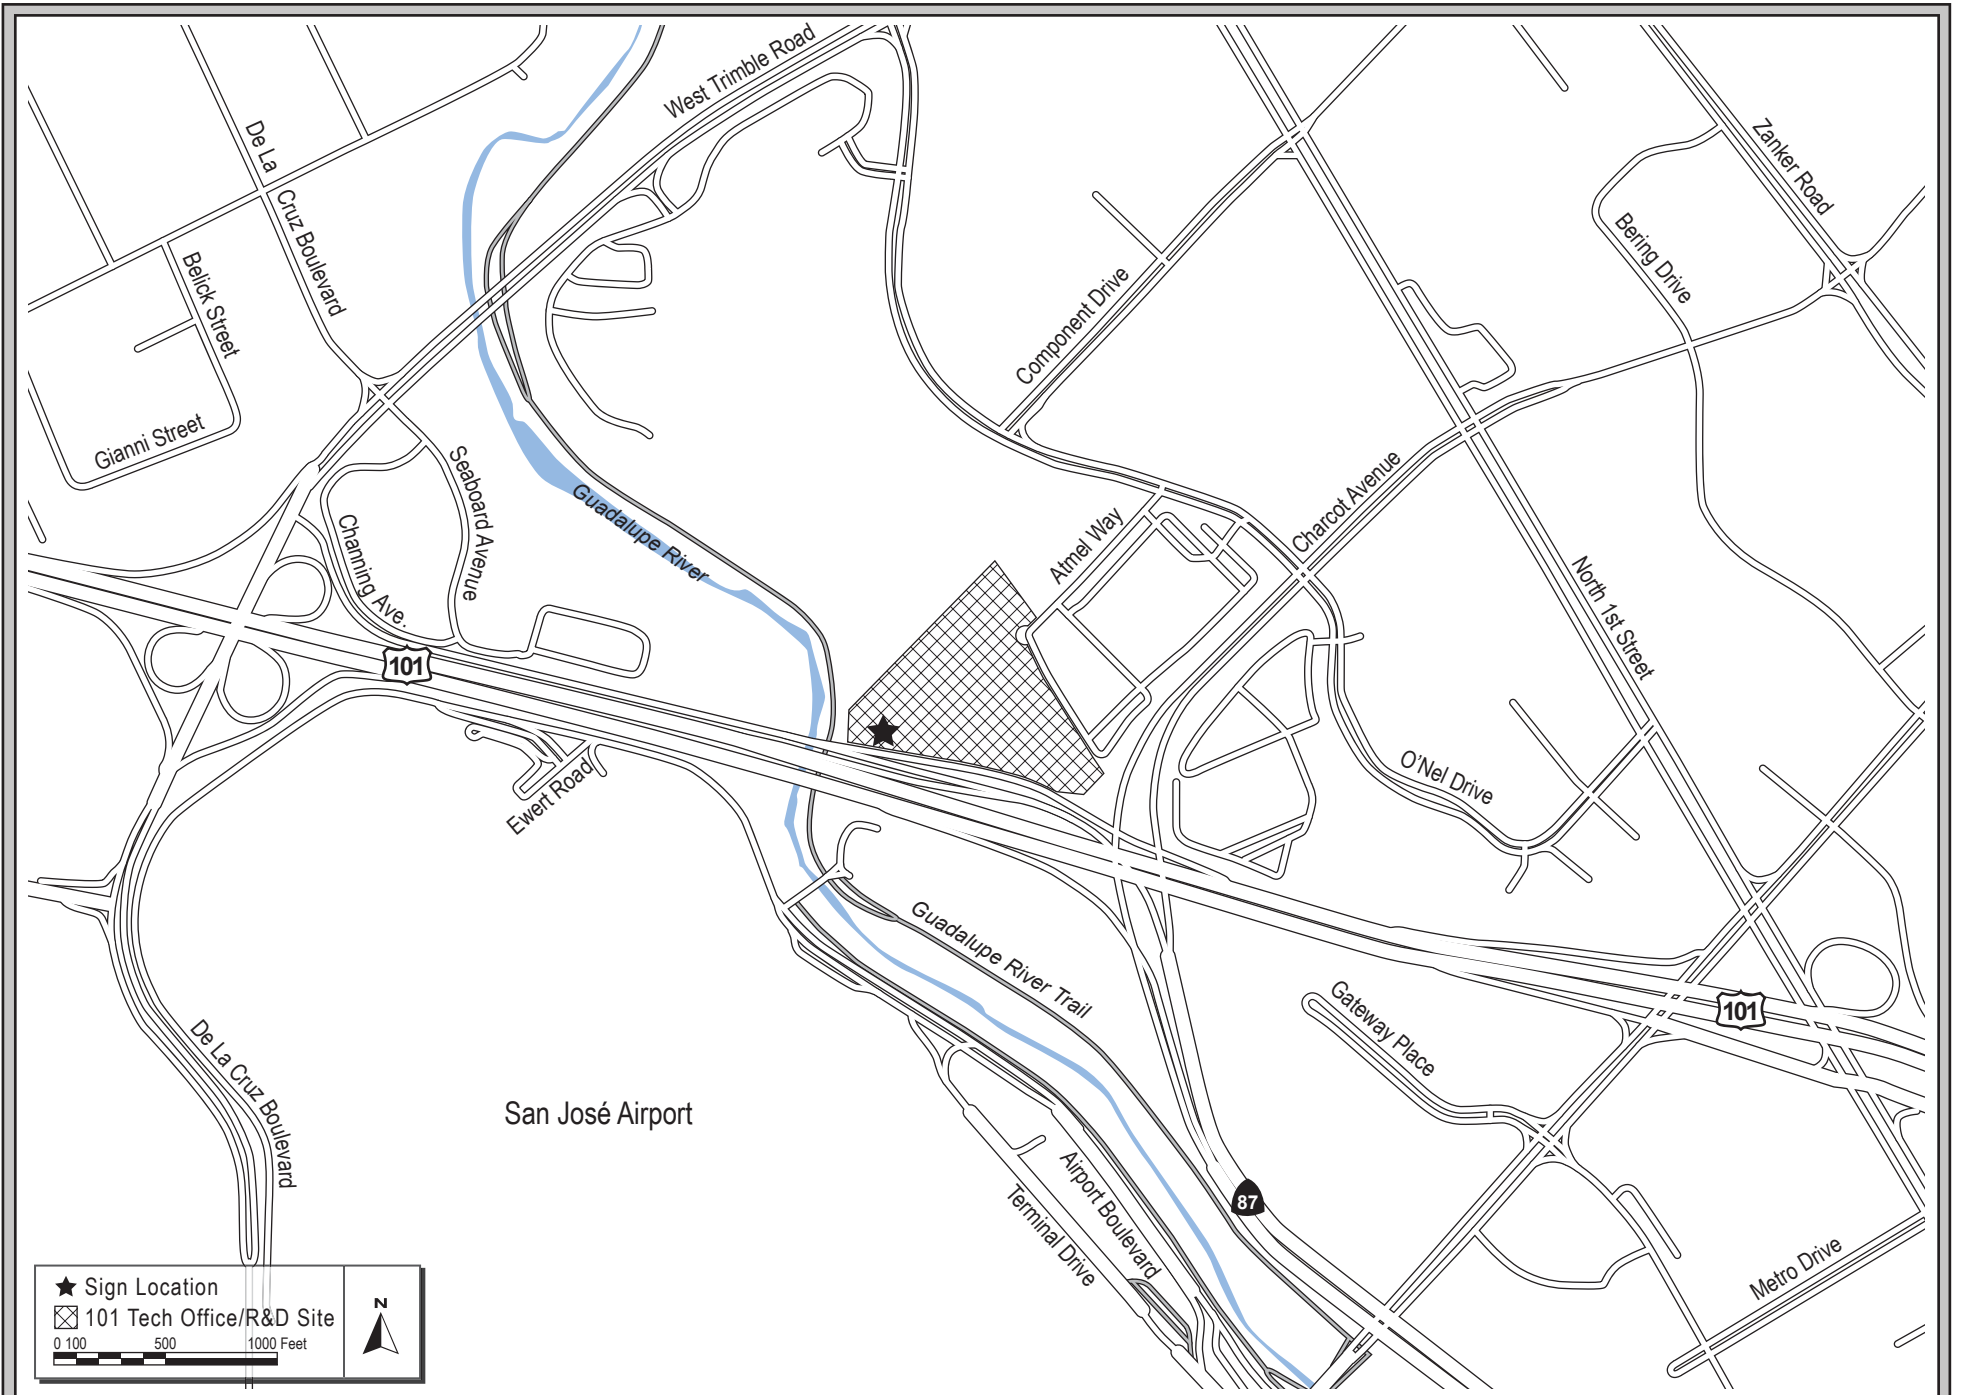 West Trimble Road
De La
Cruz Boulevard
Zanker Road
Belick Street
Bering Drive
Component Drive
Gianni Street
Seaboard Avenue
Guadalupe River
Channing Ave.
Atmel Way
Charcot Avenue
North 1st Street
101
Ewert Road
O'Nel Drive
Guadalupe River Trail
Gateway Place
101
De La Cruz Boulevard
San José Airport
Airport Boulevard
Terminal Drive
87
Metro Drive
Sign Location
101 Tech Office/R&D Site
0 100 500 1000 Feet
N